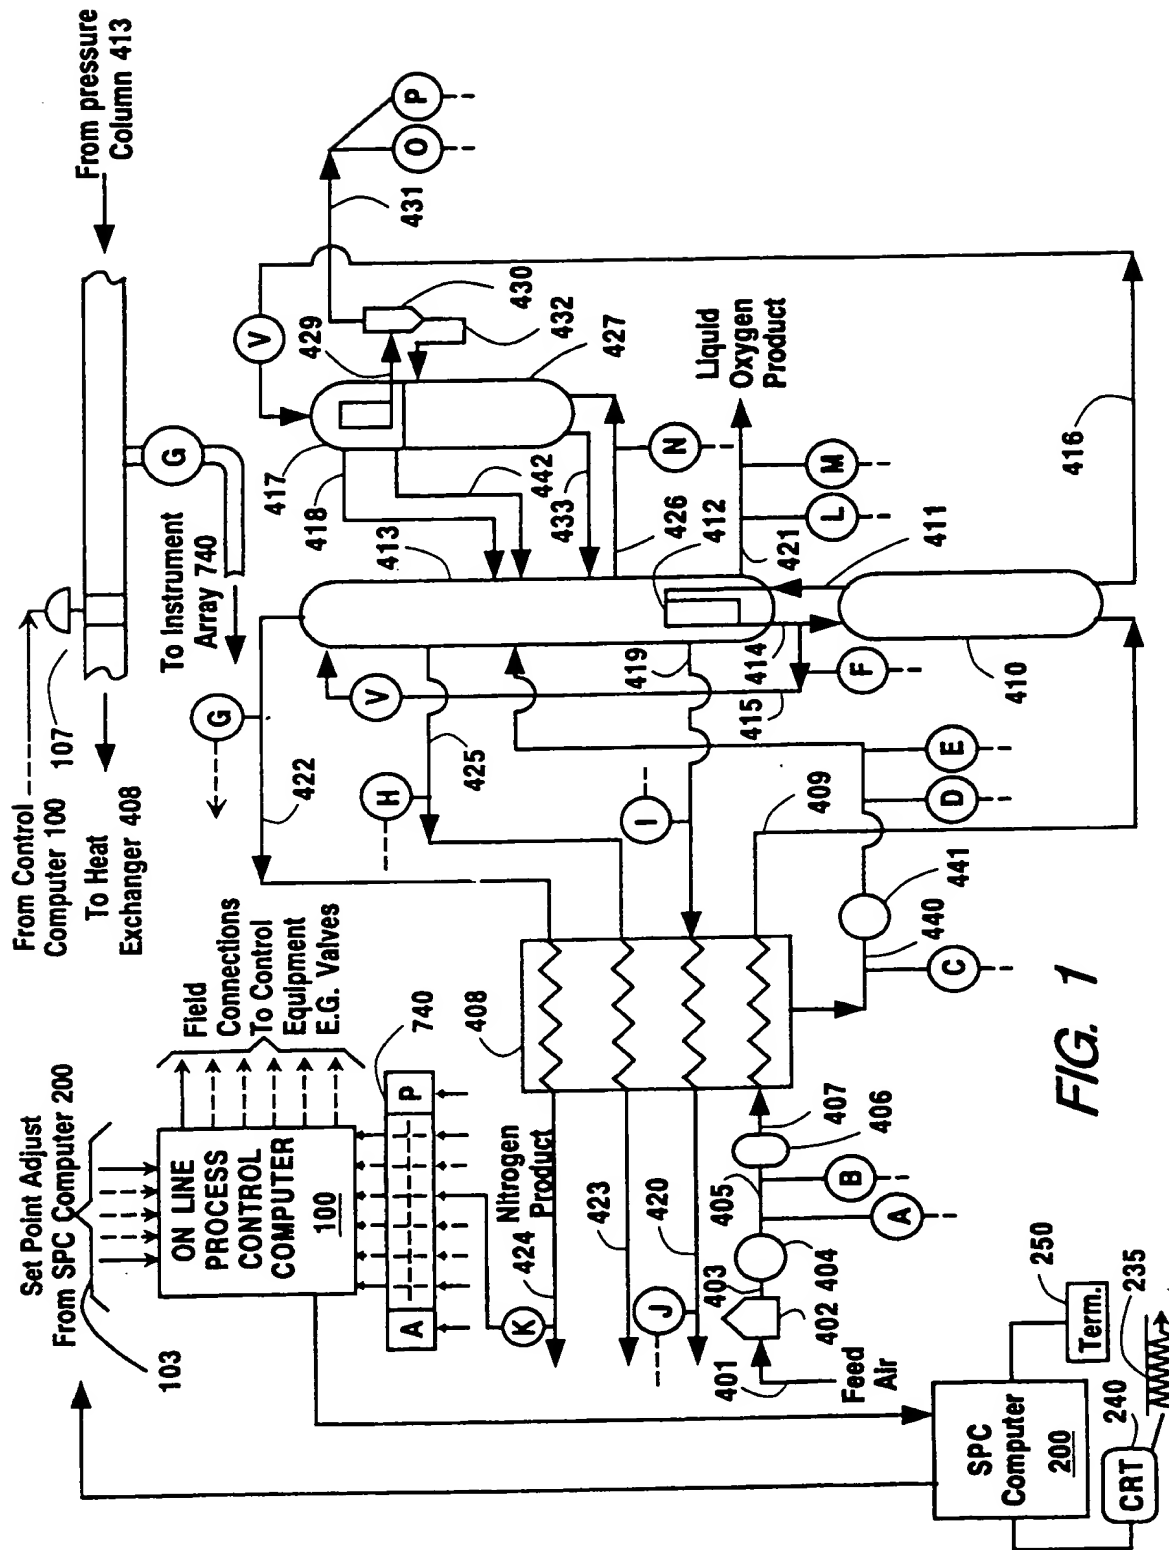 Set Point Adjust
From SPC Computer 200
103
ON LINE
PROCESS
CONTROL
COMPUTER
100
Field
Connections
To Control
Equipment
E.G. Valves
A
P
740
From Control
Computer 100
107
To Heat
Exchanger 408
From pressure
Column 413
G
To Instrument
Array 740
G
422
H
425
V
413
417
418
V
429
430
431
O
P
432
427
442
433
N
426
412
Liquid
Oxygen
Product
421
L
M
411
416
419
414
415
F
410
I
409
D
E
441
440
C
408
Nitrogen
Product
424
K
423
420
J
407
406
405
B
A
404
403
402
401
Feed
Air
SPC
Computer
200
250
Term.
235
240
CRT
FIG. 1